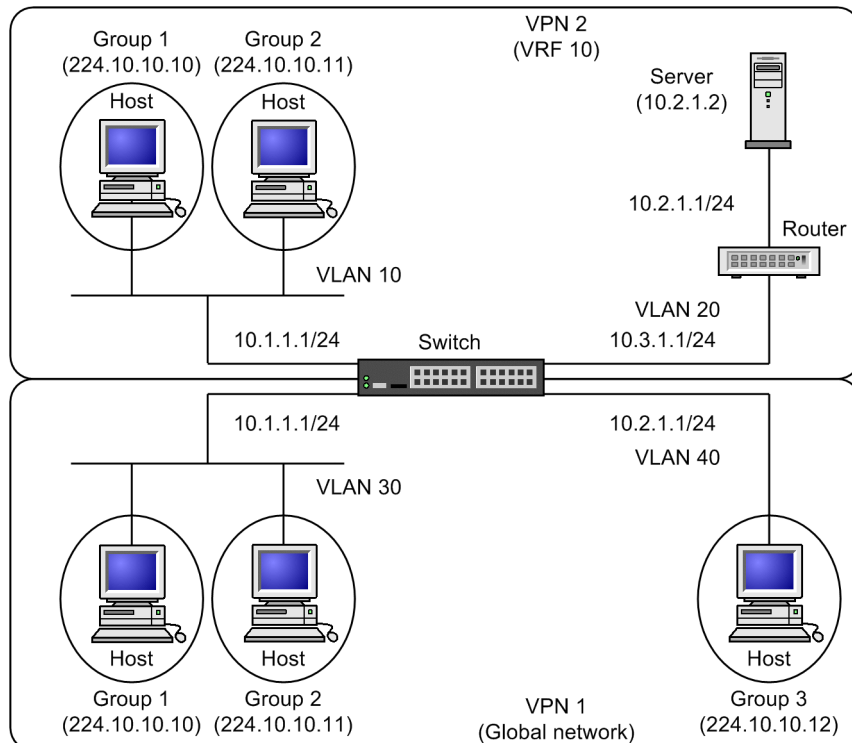 VPN 2
(VRF 10)
Group 1
(224.10.10.10)
Group 2
(224.10.10.11)
Host
Host
Server
(10.2.1.2)
10.2.1.1/24
Router
VLAN 10
VLAN 20
10.1.1.1/24
Switch
10.3.1.1/24
10.1.1.1/24
10.2.1.1/24
VLAN 30
VLAN 40
Host
Host
Host
Group 1
(224.10.10.10)
Group 2
(224.10.10.11)
VPN 1
(Global network)
Group 3
(224.10.10.12)